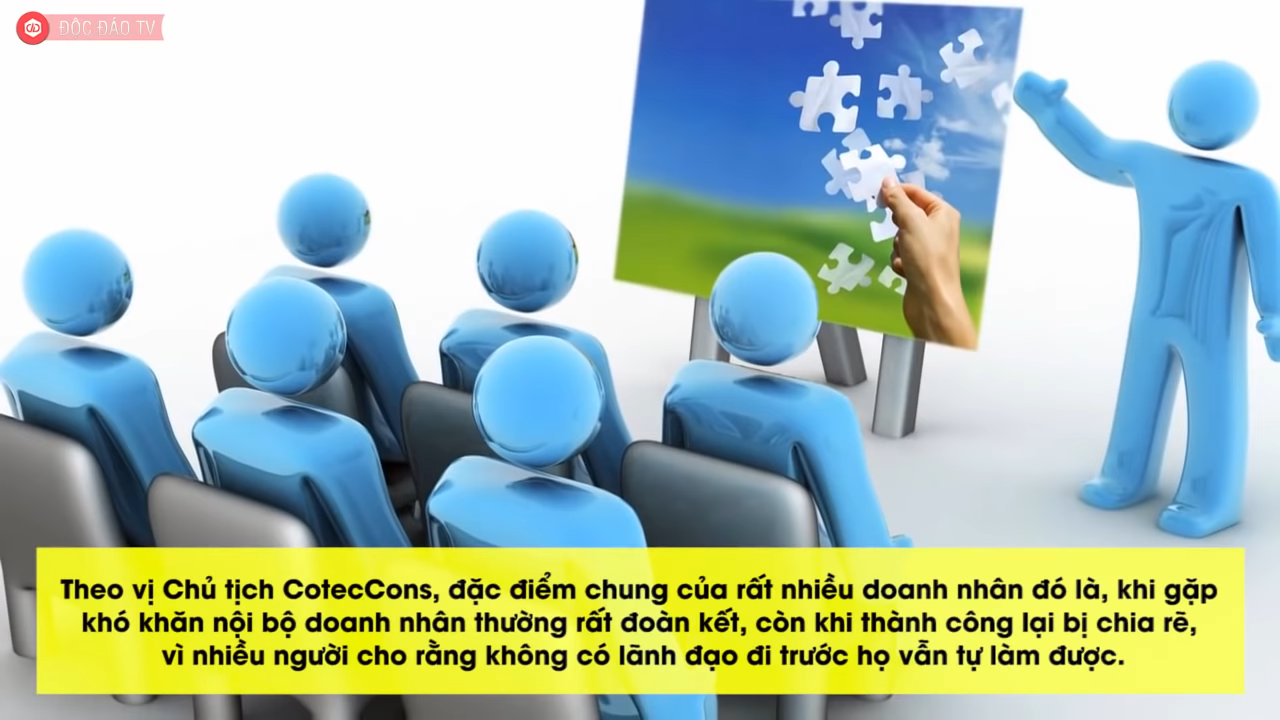 ĐỘC ĐÁO TV
Theo vị Chủ tịch CotecCons, đặc điểm chung của rất nhiều doanh nhân đó là, khi gặp
khó khăn nội bộ doanh nhân thường rất đoàn kết, còn khi thành công lại bị chia rẽ,
vì nhiều người cho rằng không có lãnh đạo đi trước họ vẫn tự làm được.